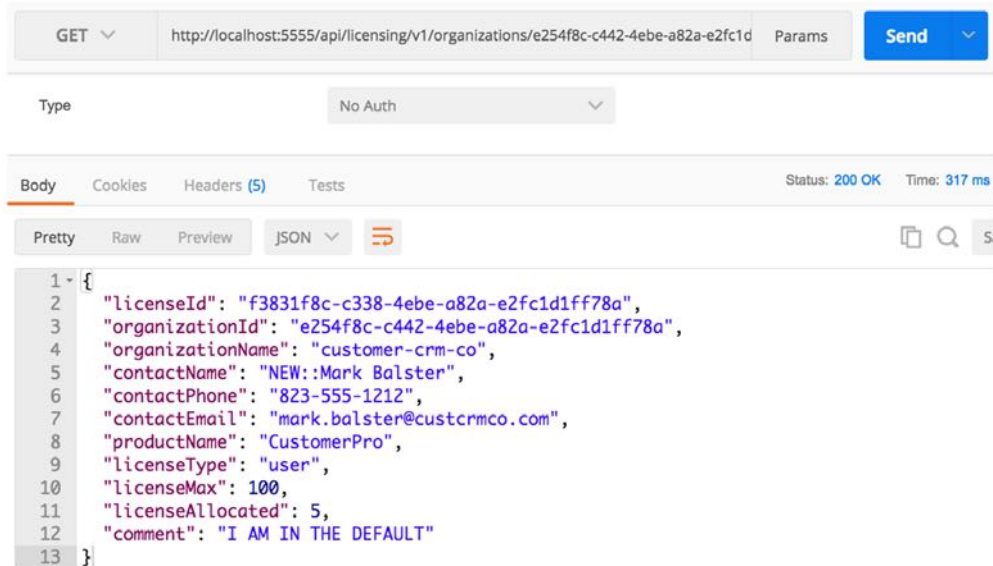 GET http://localhost:5555/api/licensing/v1/organizations/e254f8c-c442-4ebe-a82a-e2fc1d Params Send
Type No Auth
Body Cookies Headers (5) Tests Status: 200 OK Time: 317 ms
Pretty Raw Preview JSON
1 {
2 "licenseId": "f3831f8c-c338-4ebe-a82a-e2fc1d1ff78a",
3 "organizationId": "e254f8c-c442-4ebe-a82a-e2fc1d1ff78a",
4 "organizationName": "customer-crm-co",
5 "contactName": "NEW::Mark Balster",
6 "contactPhone": "823-555-1212",
7 "contactEmail": "mark.balster@custcrmco.com",
8 "productName": "CustomerPro",
9 "licenseType": "user",
10 "licenseMax": 100,
11 "licenseAllocated": 5,
12 "comment": "I AM IN THE DEFAULT"
13 }